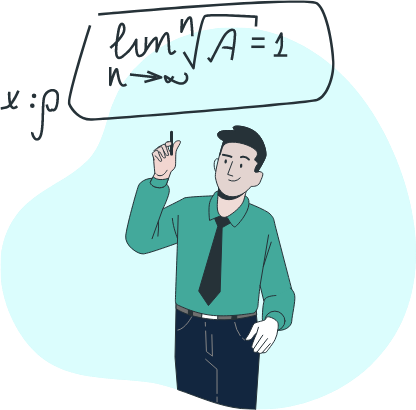 lim ⁿ√A = 1
n → ∞
x : p